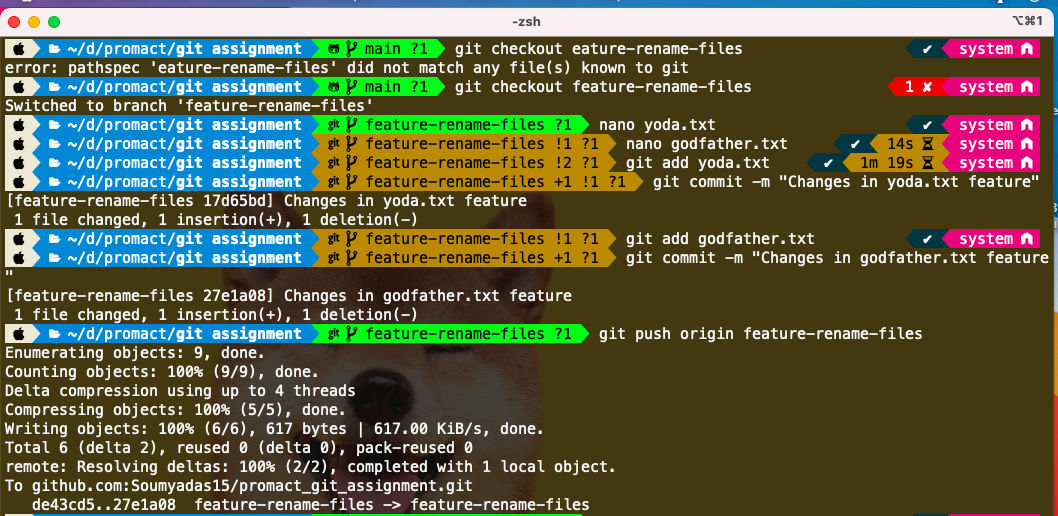 -zsh
⌥⌘1
~/d/promact/git assignment main ?1 git checkout eature-rename-files ✔ system
error: pathspec 'eature-rename-files' did not match any file(s) known to git
~/d/promact/git assignment main ?1 git checkout feature-rename-files 1 ✘ system
Switched to branch 'feature-rename-files'
~/d/promact/git assignment git feature-rename-files ?1 nano yoda.txt ✔ system
~/d/promact/git assignment git feature-rename-files !1 ?1 nano godfather.txt ✔ 14s system
~/d/promact/git assignment git feature-rename-files !2 ?1 git add yoda.txt ✔ 1m 19s system
~/d/promact/git assignment git feature-rename-files +1 !1 ?1 git commit -m "Changes in yoda.txt feature"
[feature-rename-files 17d65bd] Changes in yoda.txt feature
1 file changed, 1 insertion(+), 1 deletion(-)
~/d/promact/git assignment git feature-rename-files !1 ?1 git add godfather.txt ✔ system
~/d/promact/git assignment git feature-rename-files +1 ?1 git commit -m "Changes in godfather.txt feature
"
[feature-rename-files 27e1a08] Changes in godfather.txt feature
1 file changed, 1 insertion(+), 1 deletion(-)
~/d/promact/git assignment git feature-rename-files ?1 git push origin feature-rename-files
Enumerating objects: 9, done.
Counting objects: 100% (9/9), done.
Delta compression using up to 4 threads
Compressing objects: 100% (5/5), done.
Writing objects: 100% (6/6), 617 bytes | 617.00 KiB/s, done.
Total 6 (delta 2), reused 0 (delta 0), pack-reused 0
remote: Resolving deltas: 100% (2/2), completed with 1 local object.
To github.com:Soumyadas15/promact_git_assignment.git
de43cd5..27e1a08 feature-rename-files -> feature-rename-files